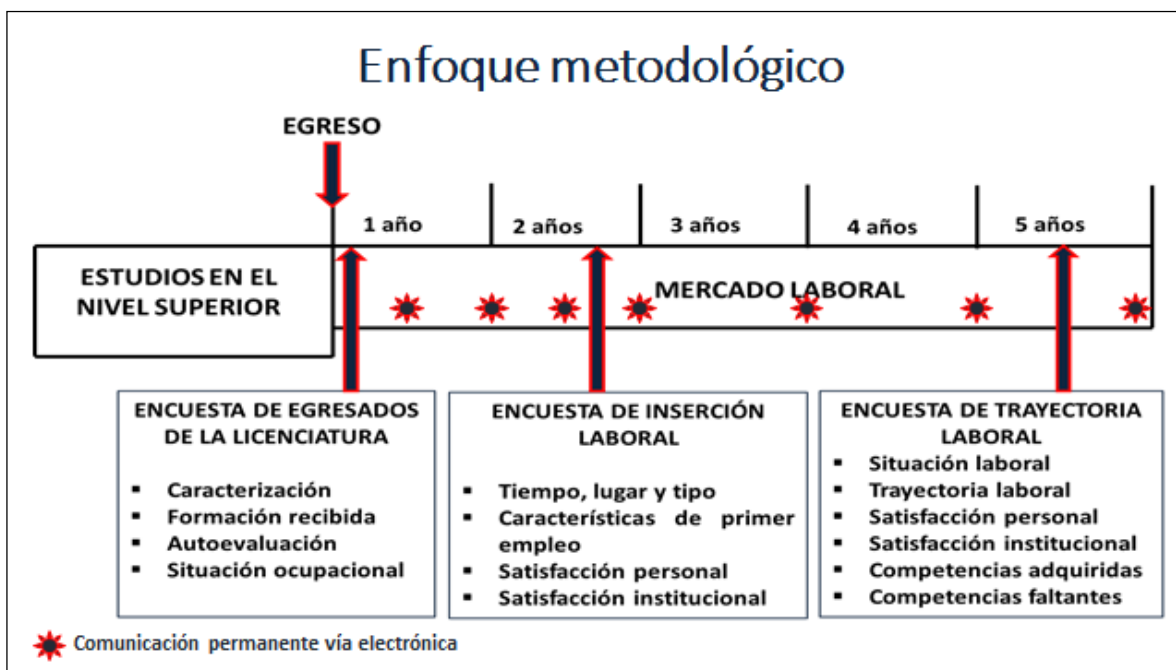 Enfoque metodológico
EGRESO
1 año
2 años
3 años
4 años
5 años
ESTUDIOS EN EL
NIVEL SUPERIOR
MERCADO LABORAL
ENCUESTA DE EGRESADOS
DE LA LICENCIATURA
▪ Caracterización
▪ Formación recibida
▪ Autoevaluación
▪ Situación ocupacional
ENCUESTA DE INSERCIÓN
LABORAL
▪ Tiempo, lugar y tipo
▪ Características de primer
empleo
▪ Satisfacción personal
▪ Satisfacción institucional
ENCUESTA DE TRAYECTORIA
LABORAL
▪ Situación laboral
▪ Trayectoria laboral
▪ Satisfacción personal
▪ Satisfacción institucional
▪ Competencias adquiridas
▪ Competencias faltantes
Comunicación permanente vía electrónica